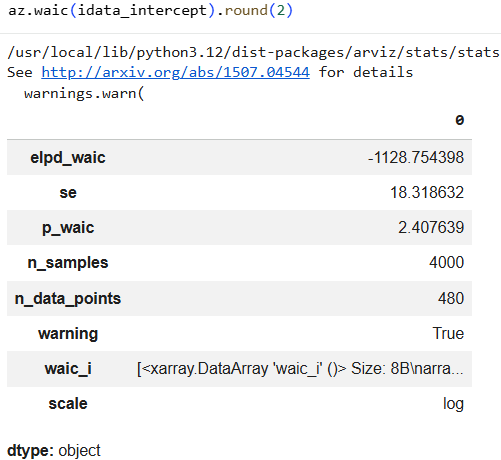 az.waic(idata_intercept).round(2)
/usr/local/lib/python3.12/dist-packages/arviz/stats/stats
See http://arxiv.org/abs/1507.04544 for details
  warnings.warn(
0
elpd_waic -1128.754398
se 18.318632
p_waic 2.407639
n_samples 4000
n_data_points 480
warning True
waic_i [<xarray.DataArray 'waic_i' ()> Size: 8B\narra...
scale log
dtype: object